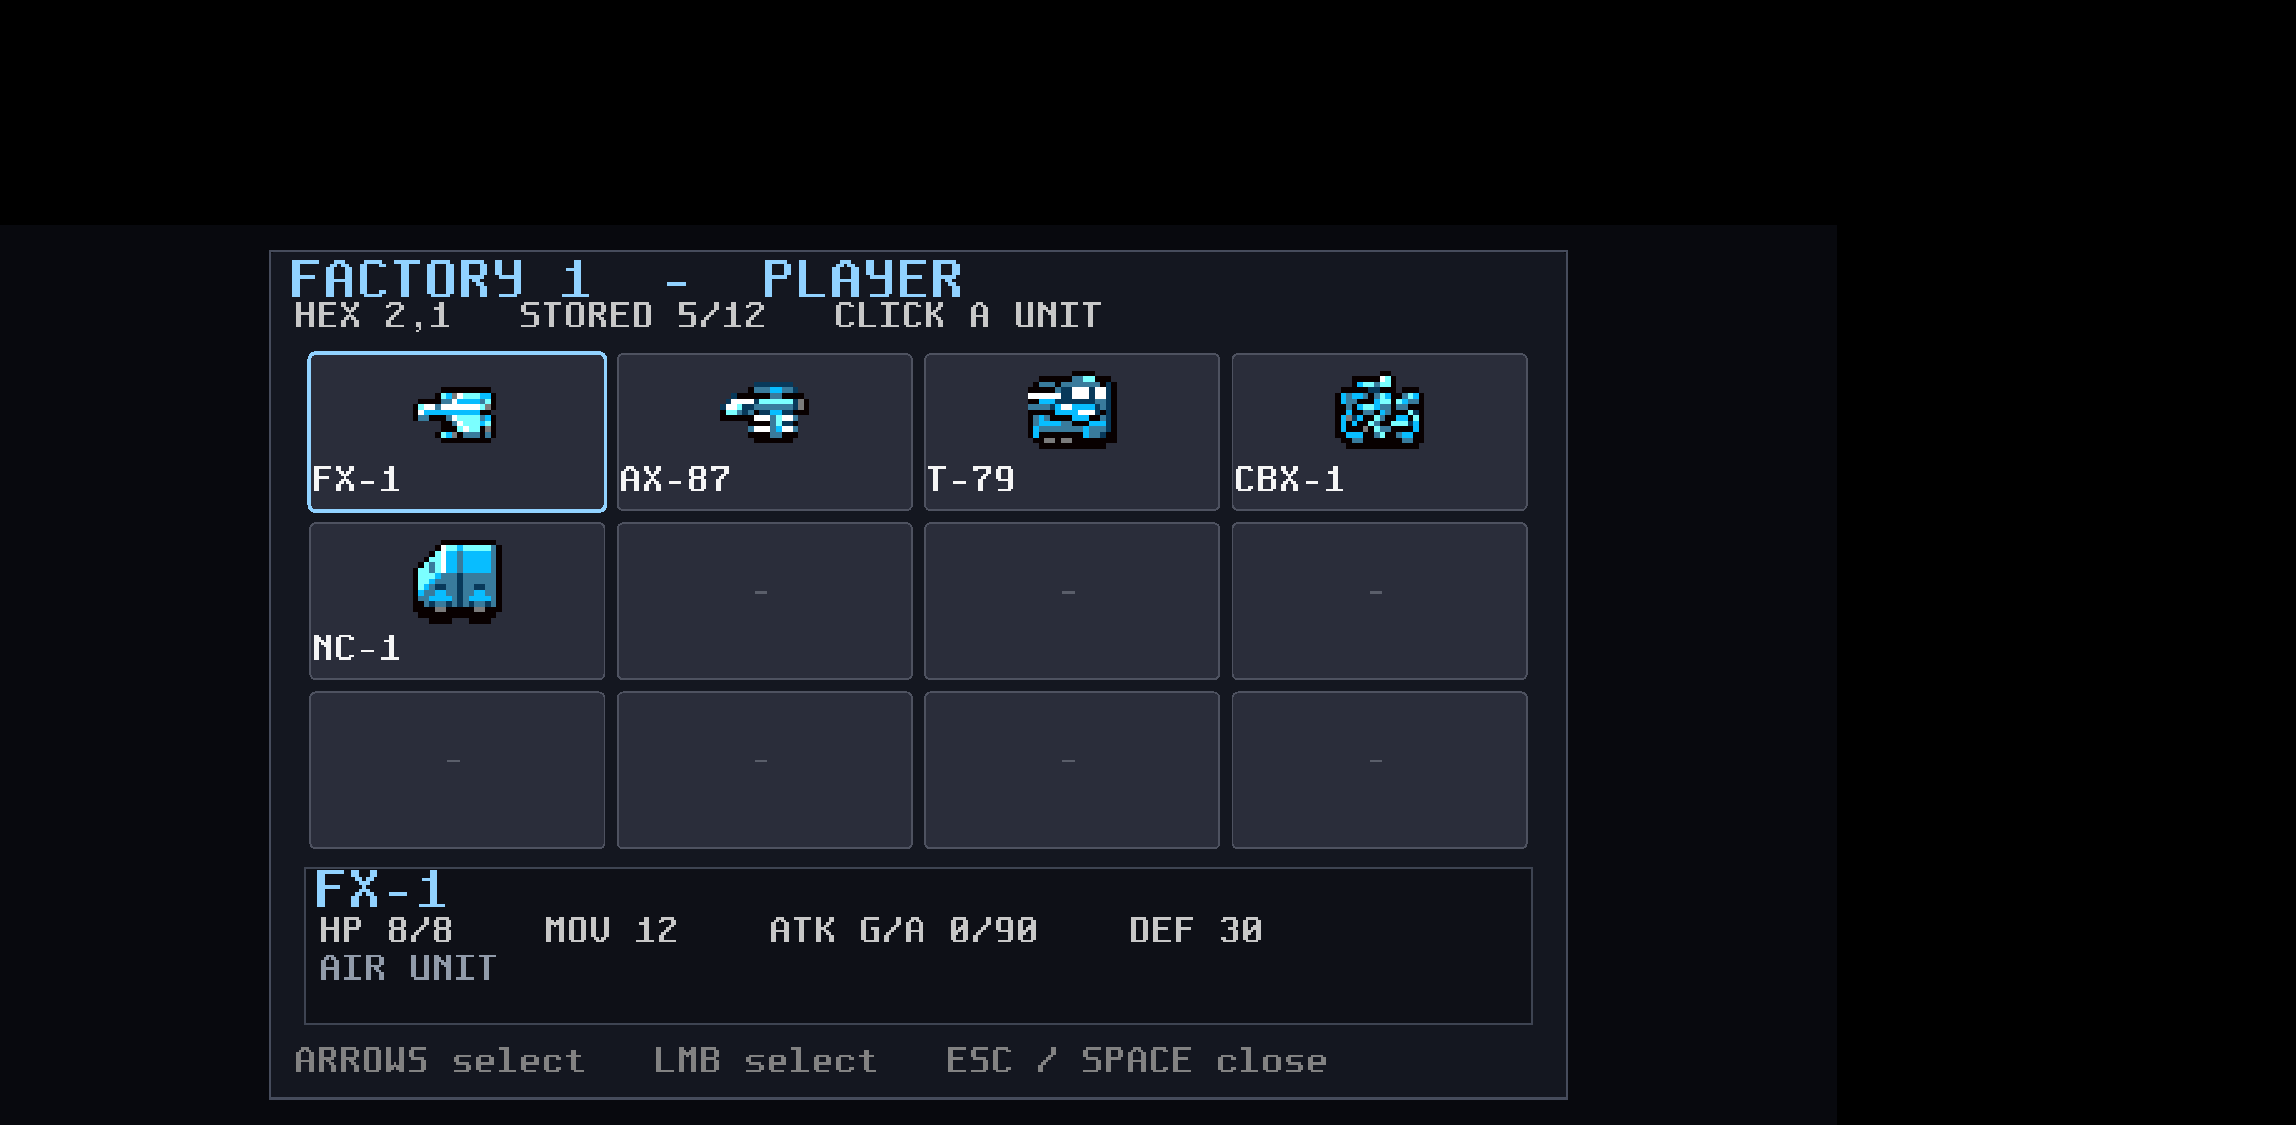 FACTORY 1 - PLAYER
HEX 2,1 STORED 5/12 CLICK A UNIT
FX-1 AX-87 T-79 CBX-1
NC-1 - - -
- - - -
FX-1
HP 8/8 MOV 12 ATK G/A 0/90 DEF 30
AIR UNIT
ARROWS select LMB select ESC / SPACE close